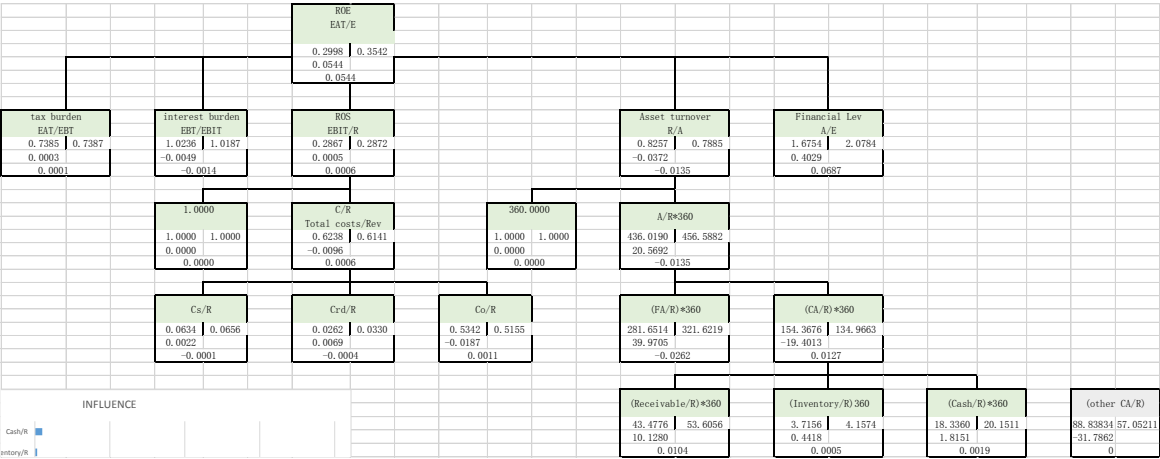 ROE
EAT/E
0.2998 0.3542
0.0544
0.0544
tax burden
EAT/EBT
0.7385 0.7387
0.0003
0.0001
interest burden
EBT/EBIT
1.0236 1.0187
-0.0049
-0.0014
ROS
EBIT/R
0.2867 0.2872
0.0005
0.0006
Asset turnover
R/A
0.8257 0.7885
-0.0372
-0.0135
Financial Lev
A/E
1.6754 2.0784
0.4029
0.0687
1.0000
1.0000 1.0000
0.0000
0.0000
C/R
Total costs/Rev
0.6238 0.6141
-0.0096
0.0006
360.0000
1.0000 1.0000
0.0000
0.0000
A/R*360
436.0190 456.5882
20.5692
-0.0135
Cs/R
0.0634 0.0656
0.0022
-0.0001
Crd/R
0.0262 0.0330
0.0069
-0.0004
Co/R
0.5342 0.5155
-0.0187
0.0011
(FA/R)*360
281.6514 321.6219
39.9705
-0.0262
(CA/R)*360
154.3676 134.9663
-19.4013
0.0127
(Receivable/R)*360
43.4776 53.6056
10.1280
0.0104
(Inventory/R)360
3.7156 4.1574
0.4418
0.0005
(Cash/R)*360
18.3360 20.1511
1.8151
0.0019
(other CA/R)
88.83834 57.05211
-31.7862
0
INFLUENCE
Cash/R
entory/R